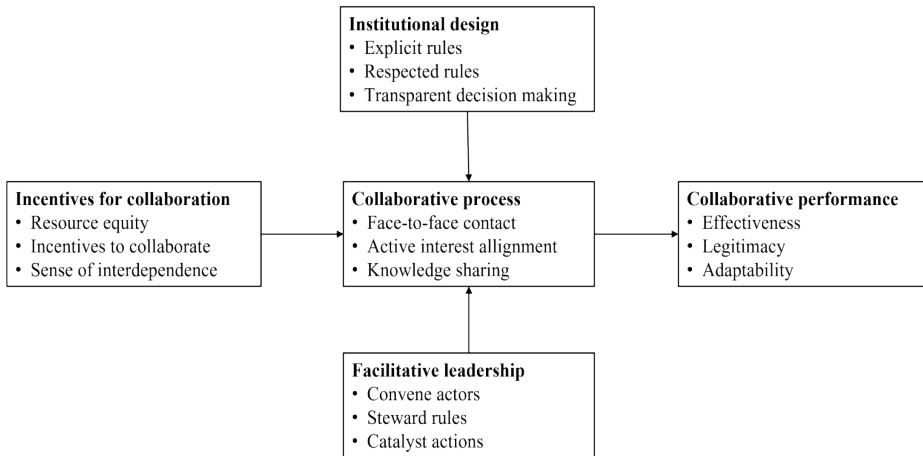 Institutional design
• Explicit rules
• Respected rules
• Transparent decision making
Incentives for collaboration
• Resource equity
• Incentives to collaborate
• Sense of interdependence
Collaborative process
• Face-to-face contact
• Active interest allignment
• Knowledge sharing
Collaborative performance
• Effectiveness
• Legitimacy
• Adaptability
Facilitative leadership
• Convene actors
• Steward rules
• Catalyst actions